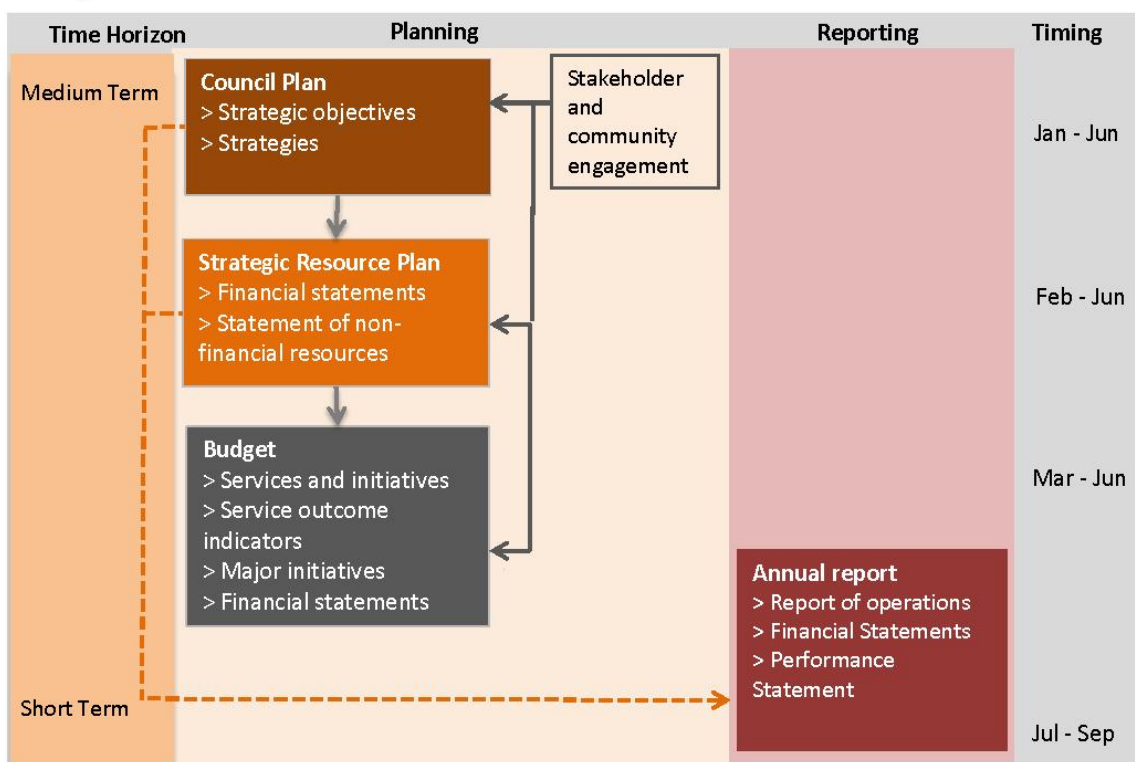 Time Horizon
Planning
Reporting
Timing
Medium Term
Council Plan
> Strategic objectives
> Strategies
Stakeholder
and
community
engagement
Jan - Jun
Strategic Resource Plan
> Financial statements
> Statement of non-
financial resources
Feb - Jun
Budget
> Services and initiatives
> Service outcome
indicators
> Major initiatives
> Financial statements
Mar - Jun
Annual report
> Report of operations
> Financial Statements
> Performance
Statement
Short Term
Jul - Sep